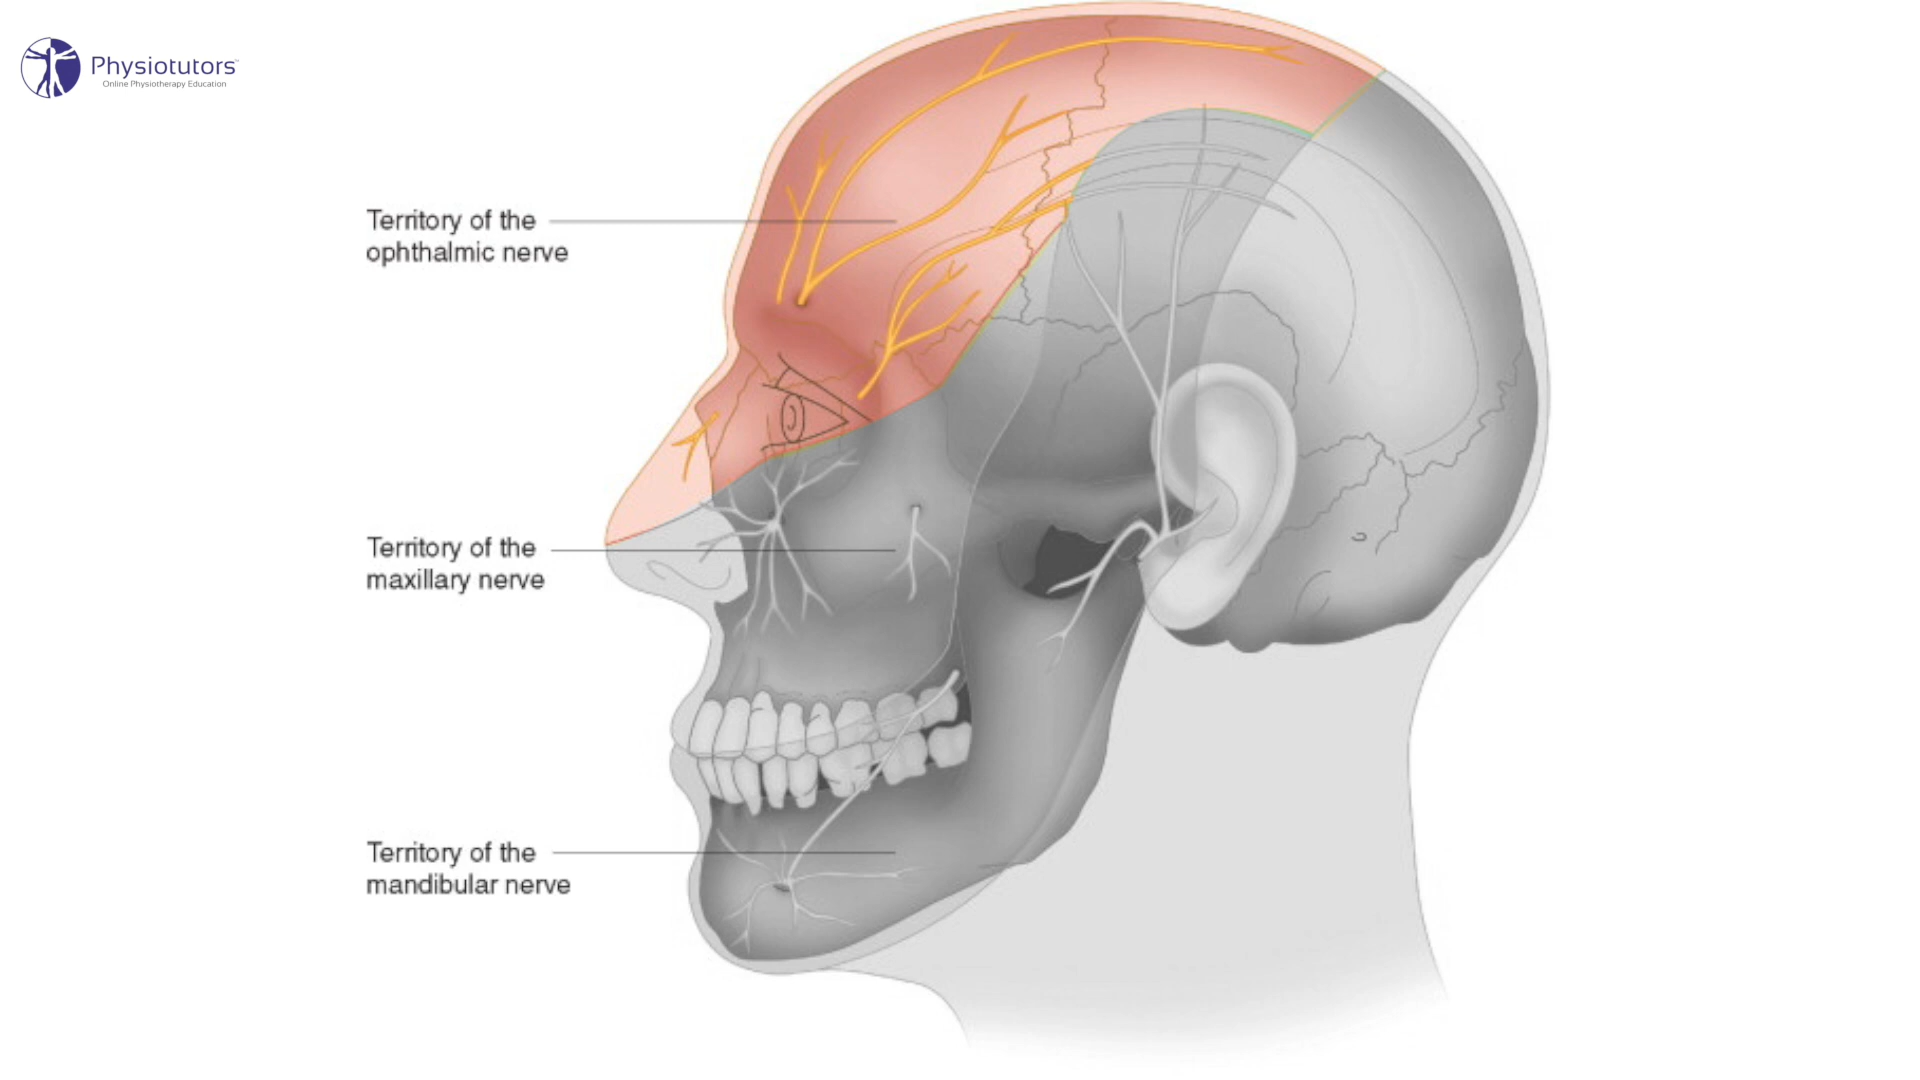 Physiotutors
Online Physiotherapy Education
Territory of the
ophthalmic nerve
Territory of the
maxillary nerve
Territory of the
mandibular nerve